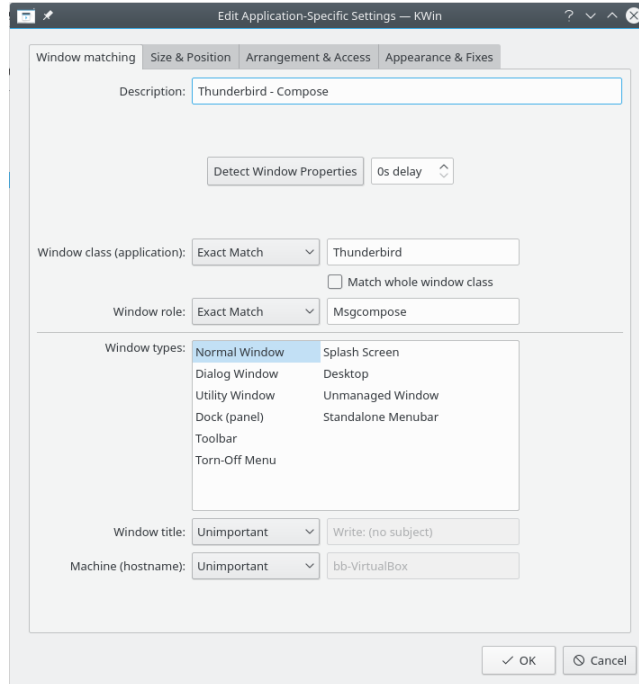 Edit Application-Specific Settings — KWin
Window matching Size & Position Arrangement & Access Appearance & Fixes
Description: Thunderbird - Compose
Detect Window Properties 0s delay
Window class (application): Exact Match Thunderbird
Match whole window class
Window role: Exact Match Msgcompose
Window types: Normal Window Splash Screen
Dialog Window Desktop
Utility Window Unmanaged Window
Dock (panel) Standalone Menubar
Toolbar
Torn-Off Menu
Window title: Unimportant Write: (no subject)
Machine (hostname): Unimportant bb-VirtualBox
OK Cancel